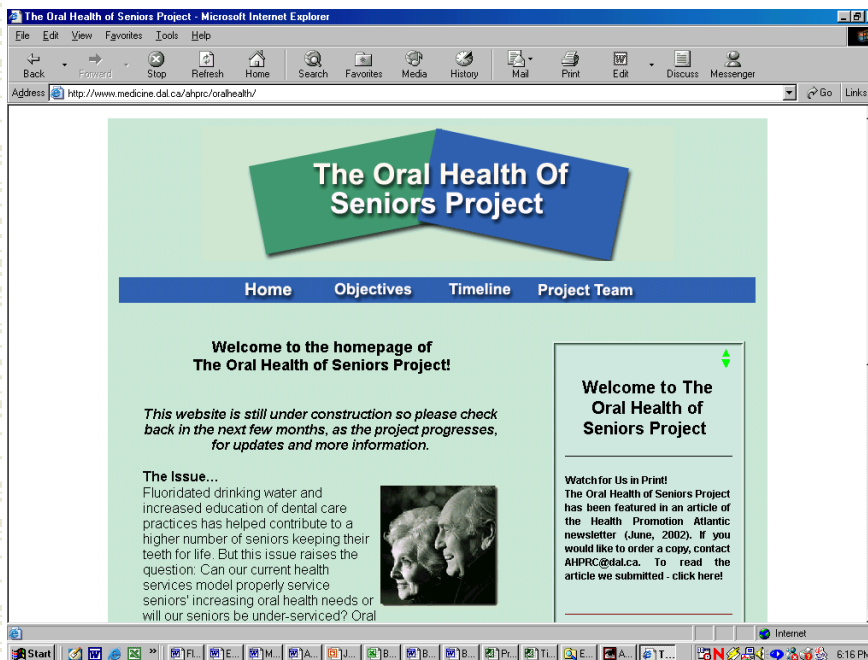 The Oral Health of Seniors Project - Microsoft Internet Explorer
File Edit View Favorites Tools Help
Back Forward Stop Refresh Home Search Favorites Media History Mail Print Edit Discuss Messenger
Address http://www.medicine.dal.ca/ahprc/oralhealth/ Go Links
The Oral Health Of
Seniors Project
Home Objectives Timeline Project Team
Welcome to the homepage of
The Oral Health of Seniors Project!
This website is still under construction so please check
back in the next few months, as the project progresses,
for updates and more information.
The Issue...
Fluoridated drinking water and
increased education of dental care
practices has helped contribute to a
higher number of seniors keeping their
teeth for life. But this issue raises the
question: Can our current health
services model properly service
seniors' increasing oral health needs or
will our seniors be under-serviced? Oral
Welcome to The
Oral Health of
Seniors Project
Watch for Us in Print!
The Oral Health of Seniors Project
has been featured in an article of
the Health Promotion Atlantic
newsletter (June, 2002). If you
would like to order a copy, contact
AHPRC@dal.ca. To read the
article we submitted - click here!
Internet
Start FI... E... M... A... J... B... B... B... Pr... Ti... E... A... T... 6:16 PM